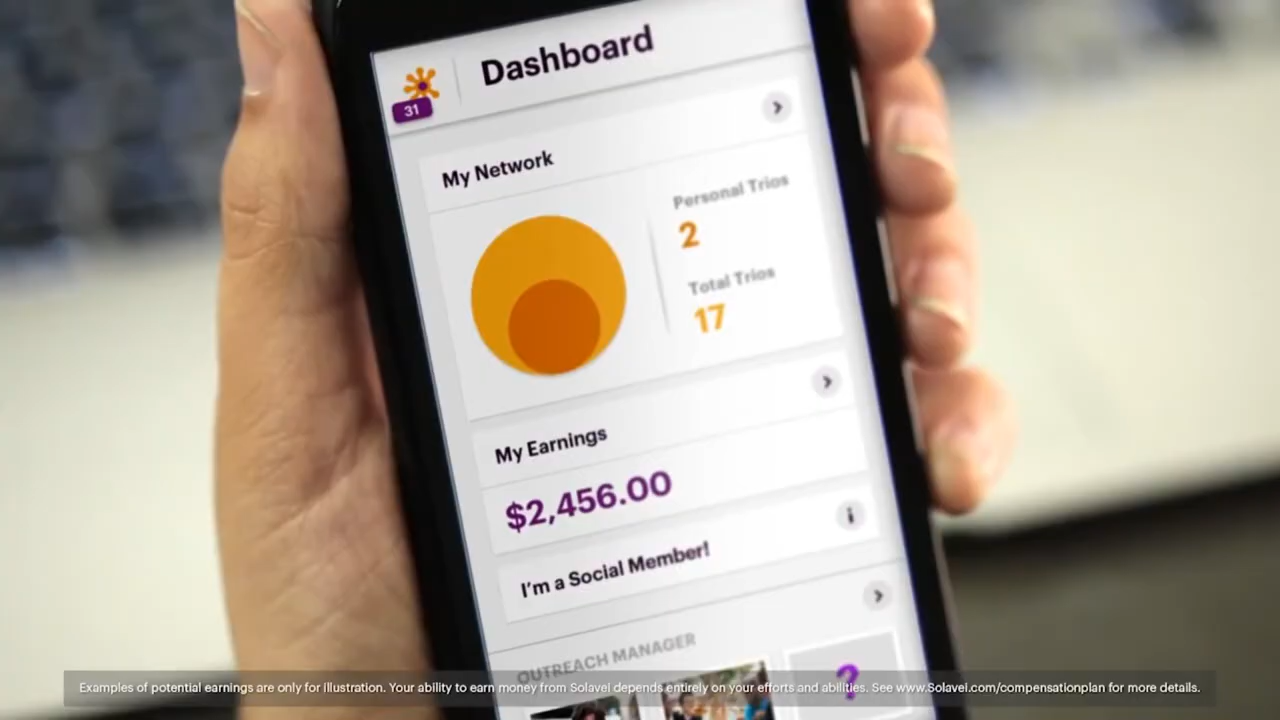 31
Dashboard
My Network
Personal Trios
2
Total Trios
17
My Earnings
$2,456.00
I'm a Social Member!
OUTREACH MANAGER
?
Examples of potential earnings are only for illustration. Your ability to earn money from Solavei depends entirely on your efforts and abilities. See www.Solavei.com/compensationplan for more details.